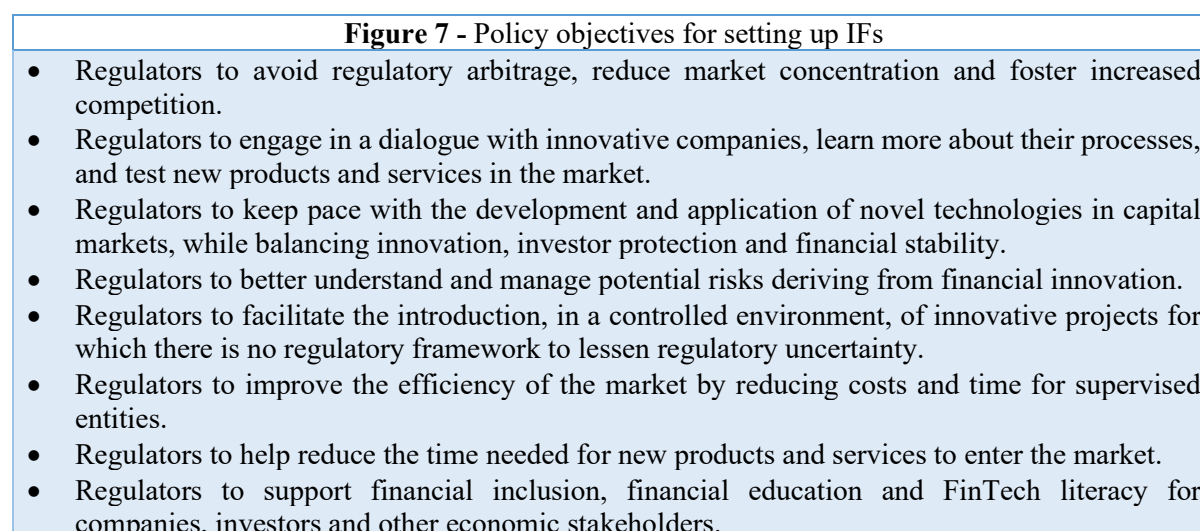 Figure 7 - Policy objectives for setting up IFs
• Regulators to avoid regulatory arbitrage, reduce market concentration and foster increased
competition.
• Regulators to engage in a dialogue with innovative companies, learn more about their processes,
and test new products and services in the market.
• Regulators to keep pace with the development and application of novel technologies in capital
markets, while balancing innovation, investor protection and financial stability.
• Regulators to better understand and manage potential risks deriving from financial innovation.
• Regulators to facilitate the introduction, in a controlled environment, of innovative projects for
which there is no regulatory framework to lessen regulatory uncertainty.
• Regulators to improve the efficiency of the market by reducing costs and time for supervised
entities.
• Regulators to help reduce the time needed for new products and services to enter the market.
• Regulators to support financial inclusion, financial education and FinTech literacy for
companies, investors and other economic stakeholders.